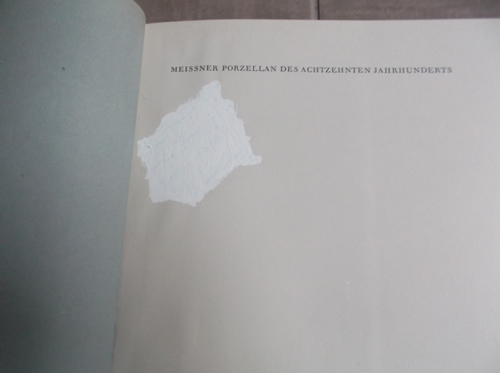 MEISSNER PORZELLAN DES ACHTZEHNTEN JAHRHUNDERTS